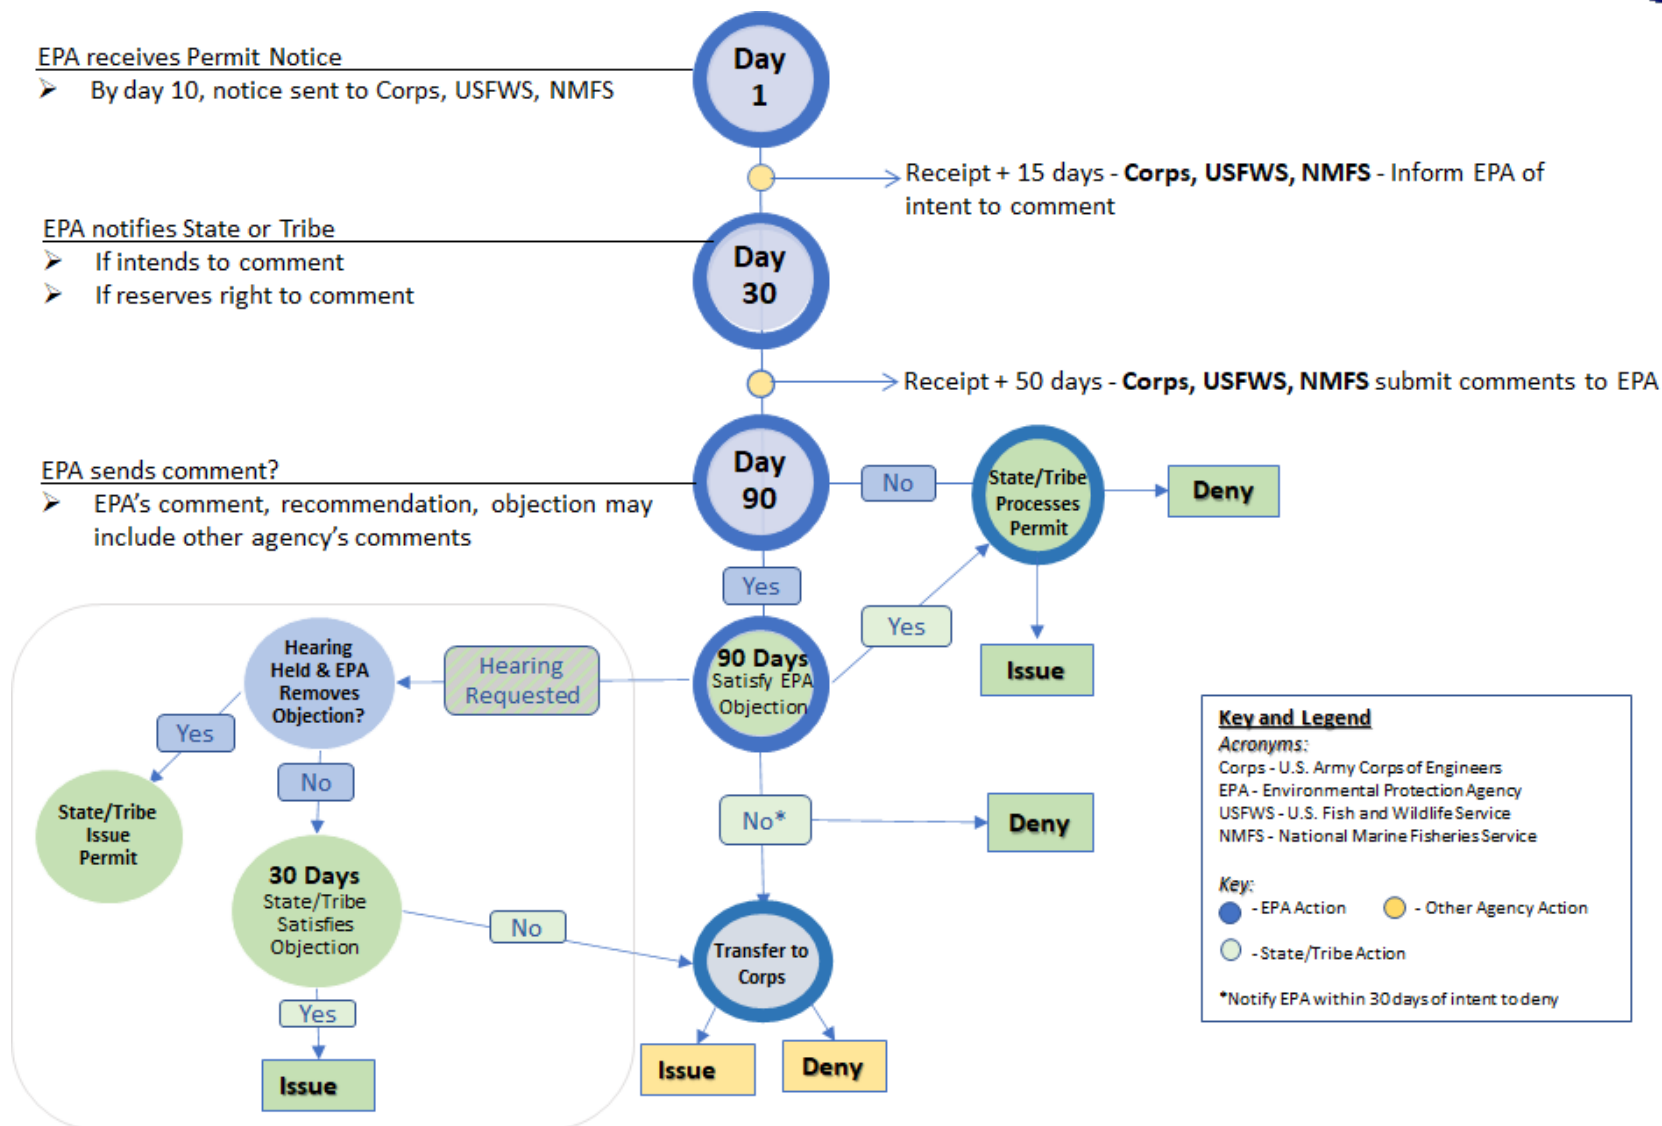 EPA receives Permit Notice
➢ By day 10, notice sent to Corps, USFWS, NMFS
Day
1
Receipt + 15 days - Corps, USFWS, NMFS - Inform EPA of
intent to comment
EPA notifies State or Tribe
➢ If intends to comment
➢ If reserves right to comment
Day
30
Receipt + 50 days - Corps, USFWS, NMFS submit comments to EPA
EPA sends comment?
➢ EPA's comment, recommendation, objection may
include other agency's comments
Day
90
No
State/Tribe
Processes
Permit
Deny
Yes
Yes
Issue
90 Days
Satisfy EPA
Objection
Hearing
Requested
Hearing
Held & EPA
Removes
Objection?
Yes
No
State/Tribe
Issue
Permit
30 Days
State/Tribe
Satisfies
Objection
No
Yes
Issue
No*
Deny
Transfer to
Corps
Issue
Deny
Key and Legend
Acronyms:
Corps - U.S. Army Corps of Engineers
EPA - Environmental Protection Agency
USFWS - U.S. Fish and Wildlife Service
NMFS - National Marine Fisheries Service
Key:
- EPA Action
- Other Agency Action
- State/Tribe Action
*Notify EPA within 30 days of intent to deny